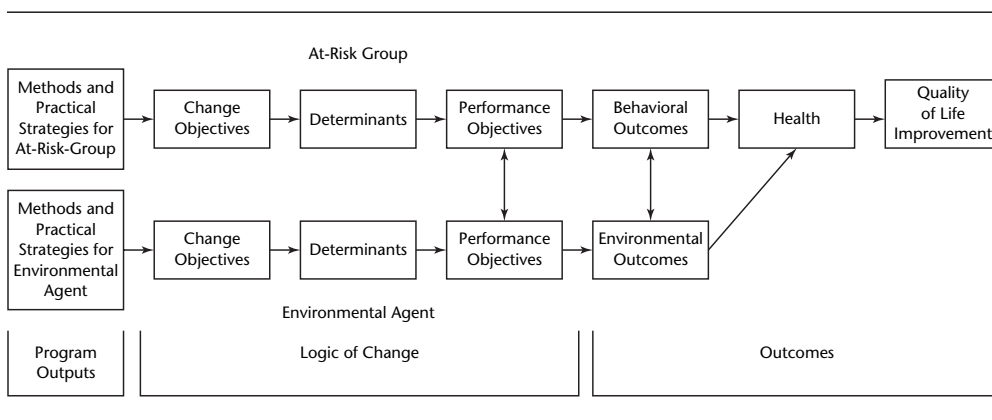 At-Risk Group
Methods and
Practical
Strategies for
At-Risk-Group
Change
Objectives
Determinants
Performance
Objectives
Behavioral
Outcomes
Health
Quality
of Life
Improvement
Methods and
Practical
Strategies for
Environmental
Agent
Change
Objectives
Determinants
Performance
Objectives
Environmental
Outcomes
Environmental Agent
Program
Outputs
Logic of Change
Outcomes